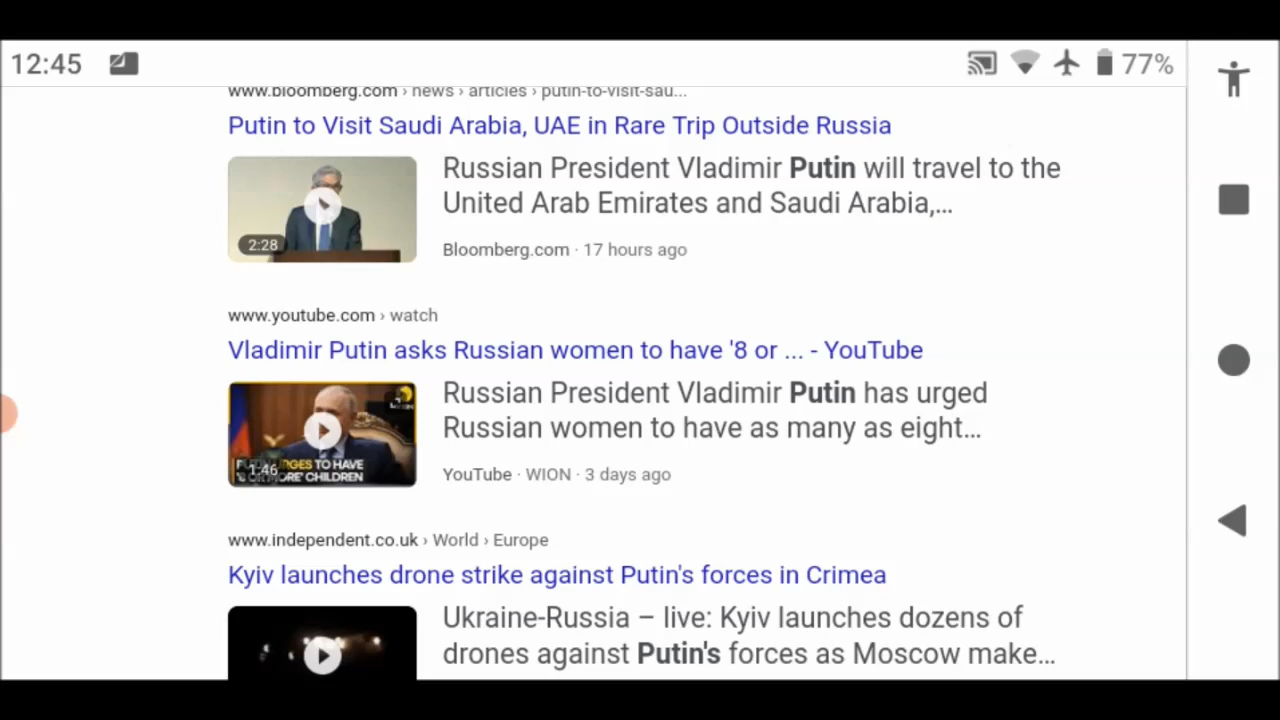 12:45
77%
www.bloomberg.com › news › articles › putin-to-visit-sau...
Putin to Visit Saudi Arabia, UAE in Rare Trip Outside Russia
Russian President Vladimir Putin will travel to the
United Arab Emirates and Saudi Arabia,...
2:28
Bloomberg.com · 17 hours ago
www.youtube.com › watch
Vladimir Putin asks Russian women to have '8 or ... - YouTube
Russian President Vladimir Putin has urged
Russian women to have as many as eight...
1:46
TO HAVE
CHILDREN
YouTube · WION · 3 days ago
www.independent.co.uk › World › Europe
Kyiv launches drone strike against Putin's forces in Crimea
Ukraine-Russia – live: Kyiv launches dozens of
drones against Putin's forces as Moscow make...